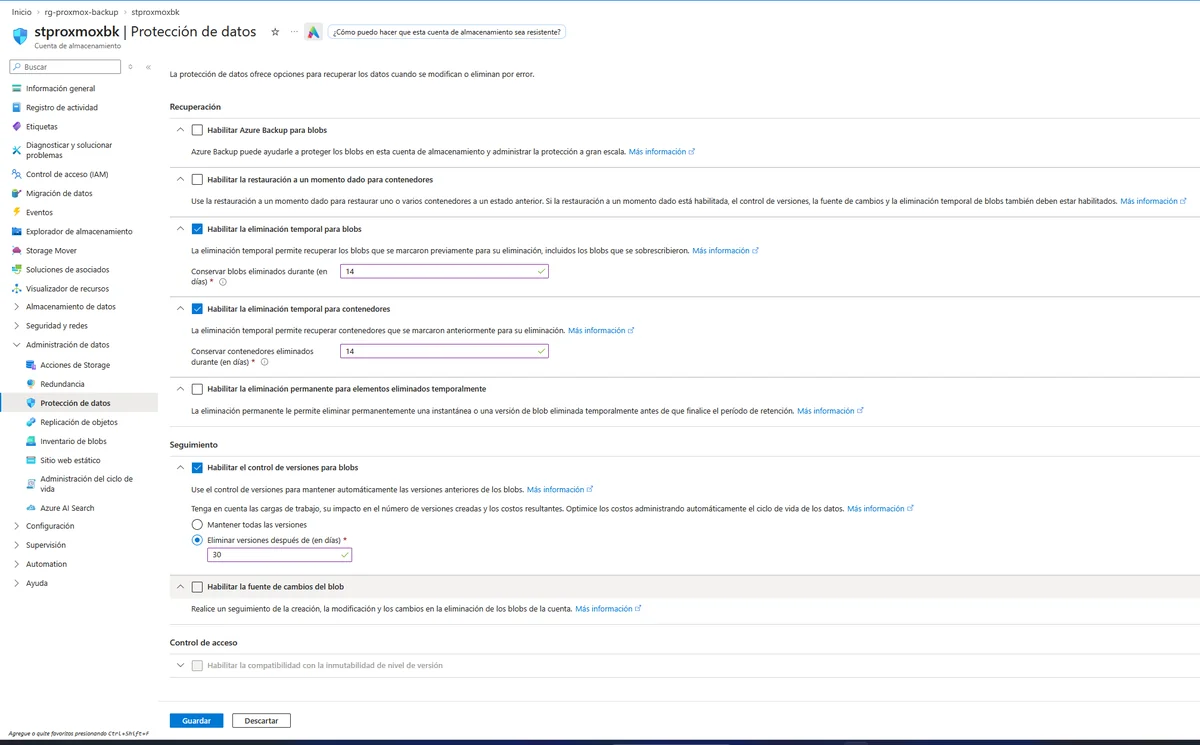 Inicio > rg-proxmox-backup > stproxmoxbk
stproxmoxbk | Protección de datos ☆ ···
¿Cómo puedo hacer que esta cuenta de almacenamiento sea resistente?
Cuenta de almacenamiento
Buscar
Información general
Registro de actividad
Etiquetas
Diagnosticar y solucionar
problemas
Control de acceso (IAM)
Migración de datos
Eventos
Explorador de almacenamiento
Storage Mover
Soluciones de asociados
Visualizador de recursos
Almacenamiento de datos
Seguridad y redes
Administración de datos
Acciones de Storage
Redundancia
Protección de datos
Replicación de objetos
Inventario de blobs
Sitio web estático
Administración del ciclo de
vida
Azure AI Search
Configuración
Supervisión
Automation
Ayuda
Agregue o quite favoritos presionando Ctrl+Shift+F
La protección de datos ofrece opciones para recuperar los datos cuando se modifican o eliminan por error.
Recuperación
Habilitar Azure Backup para blobs
Azure Backup puede ayudarle a proteger los blobs en esta cuenta de almacenamiento y administrar la protección a gran escala. Más información
Habilitar la restauración a un momento dado para contenedores
Use la restauración a un momento dado para restaurar uno o varios contenedores a un estado anterior. Si la restauración a un momento dado está habilitada, el control de versiones, la fuente de cambios y la eliminación temporal de blobs también deben estar habilitados. Más información
Habilitar la eliminación temporal para blobs
La eliminación temporal permite recuperar los blobs que se marcaron previamente para su eliminación, incluidos los blobs que se sobrescribieron. Más información
Conservar blobs eliminados durante (en
días) *
14
Habilitar la eliminación temporal para contenedores
La eliminación temporal permite recuperar contenedores que se marcaron anteriormente para su eliminación. Más información
Conservar contenedores eliminados
durante (en días) *
14
Habilitar la eliminación permanente para elementos eliminados temporalmente
La eliminación permanente le permite eliminar permanentemente una instantánea o una versión de blob eliminada temporalmente antes de que finalice el período de retención. Más información
Seguimiento
Habilitar el control de versiones para blobs
Use el control de versiones para mantener automáticamente las versiones anteriores de los blobs. Más información
Tenga en cuenta las cargas de trabajo, su impacto en el número de versiones creadas y los costos resultantes. Optimice los costos administrando automáticamente el ciclo de vida de los datos. Más información
Mantener todas las versiones
Eliminar versiones después de (en días) *
30
Habilitar la fuente de cambios del blob
Realice un seguimiento de la creación, la modificación y los cambios en la eliminación de los blobs de la cuenta. Más información
Control de acceso
Habilitar la compatibilidad con la inmutabilidad de nivel de versión
Guardar
Descartar